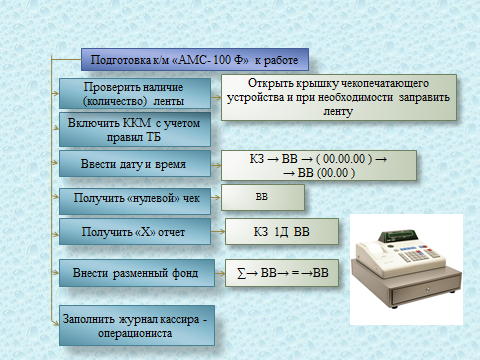 Подготовка к/м «АМС- 100 Ф» к работе
Проверить наличие
(количество) ленты
Открыть крышку чекопечатающего
устройства и при необходимости заправить
ленту
Включить ККМ с учетом
правил ТБ
Ввести дату и время
КЗ → ВВ → ( 00.00.00 ) →
→ ВВ (00.00 )
Получить «нулевой» чек
ВВ
Получить «Х» отчет
КЗ 1Д ВВ
Внести разменный фонд
∑→ ВВ→ = →ВВ
Заполнить журнал кассира -
операциониста